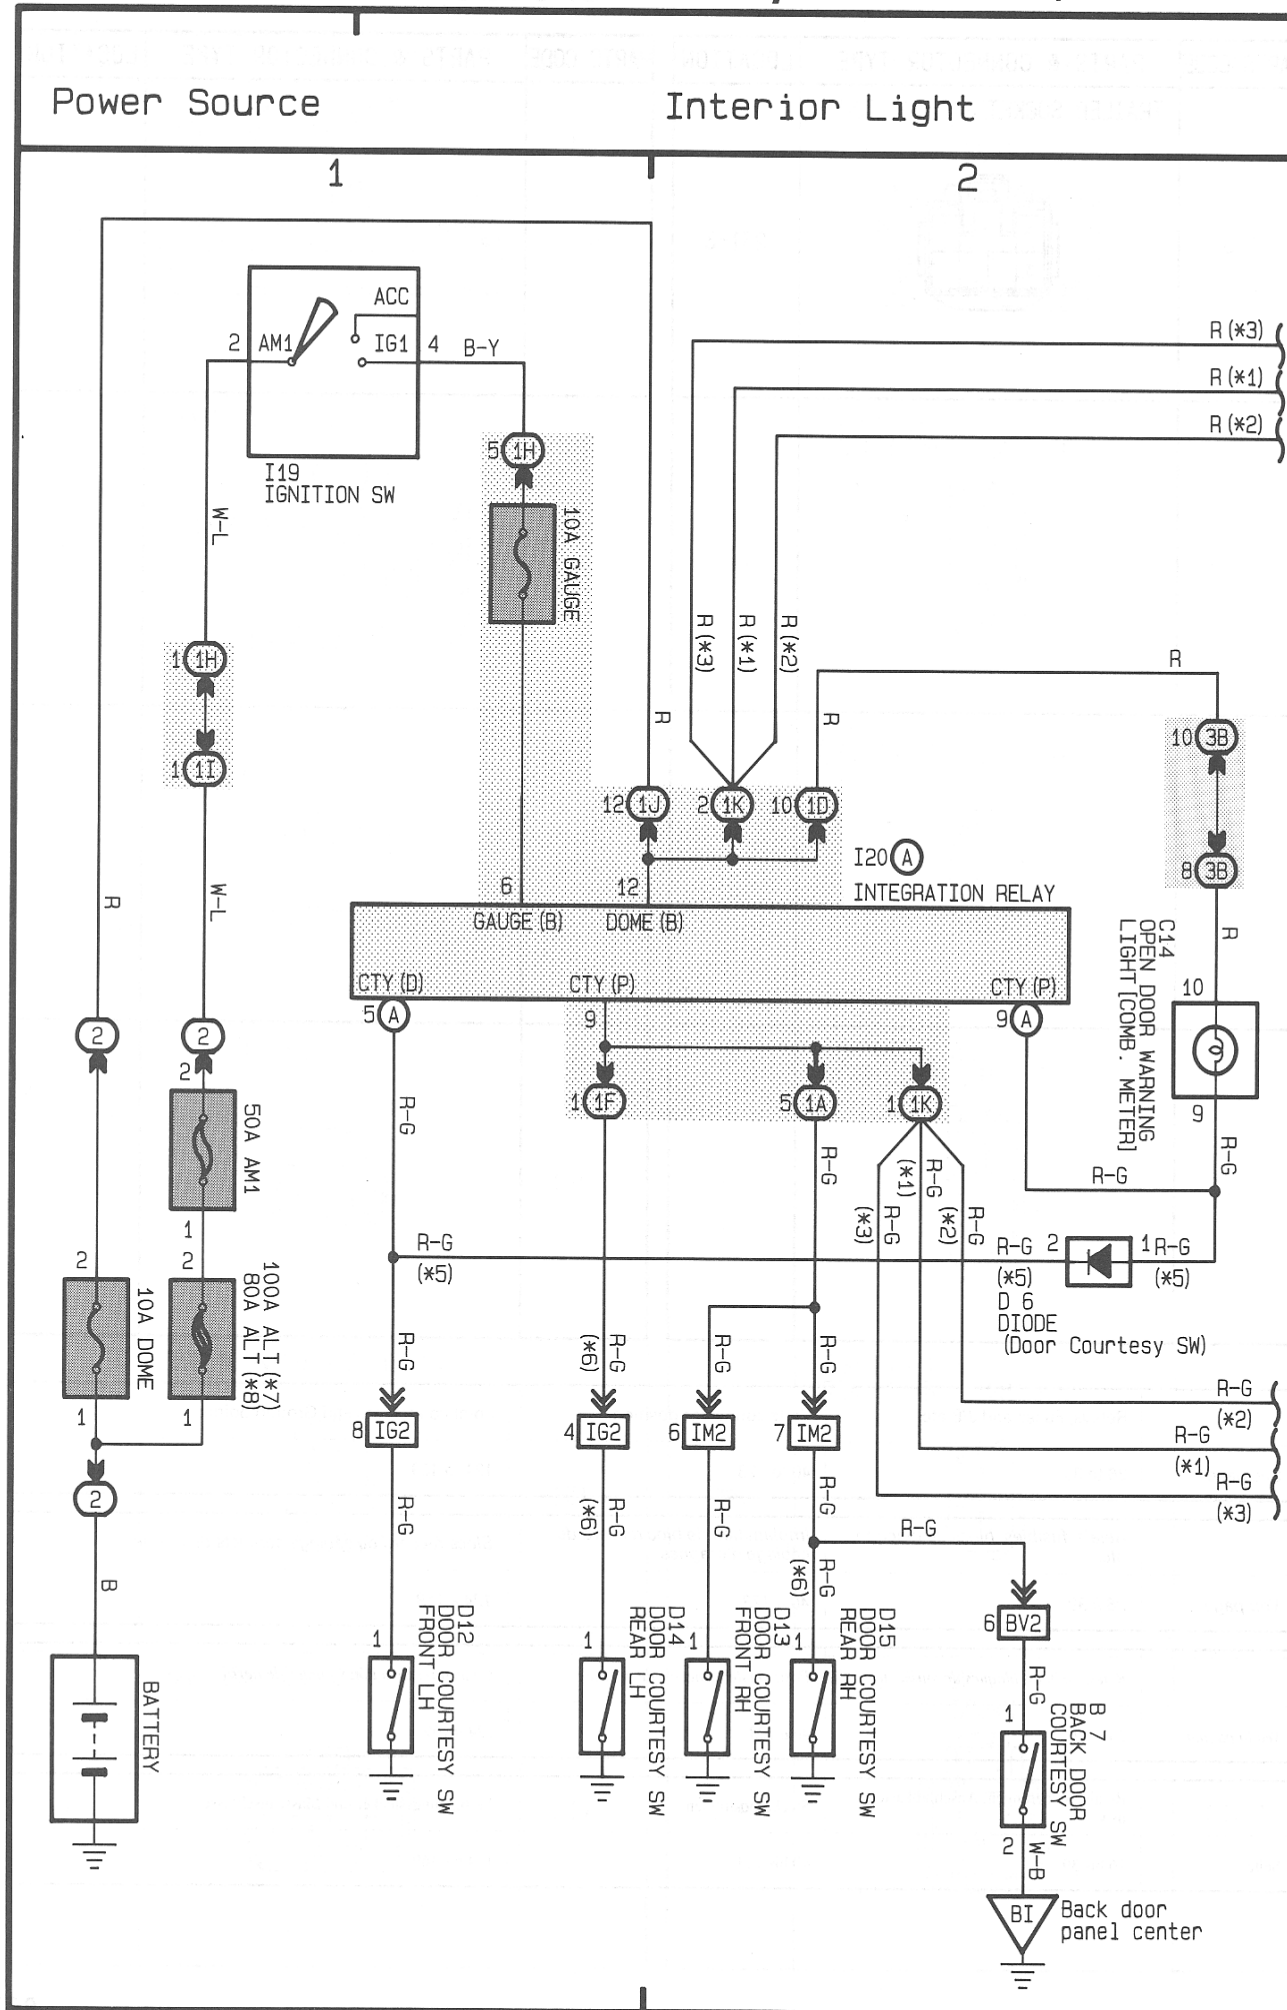 Power Source
Interior Light
1
2
R (*3)
R (*1)
R (*2)
ACC
2
AM1
IG1
4
B-Y
I19
IGNITION SW
5
1H
10A GAUGE
W-L
1
1H
1
1I
R (*3)
R (*1)
R (*2)
R
R
R
10
3B
8
3B
12
1J
2
1K
10
1D
I20
A
INTEGRATION RELAY
R
W-L
6
12
GAUGE (B)
DOME (B)
CTY (D)
CTY (P)
CTY (P)
5
A
9
9
A
R
C14
OPEN DOOR WARNING
LIGHT [COMB. METER]
10
9
2
2
2
50A AM1
1
R-G
1
1F
5
1A
1
1K
R-G
R-G
(*1)
R-G
(*3)
R-G
(*2)
R-G
R-G
R-G
(*5)
R-G
(*5)
2
1
R-G
(*5)
D 6
DIODE
(Door Courtesy SW)
2
2
10A DOME
100A ALT (*7)
80A ALT (*8)
1
1
2
R-G
R-G
(*6)
R-G
R-G
R-G
(*2)
R-G
(*1)
R-G
(*3)
8
IG2
4
IG2
6
IM2
7
IM2
R-G
R-G
(*6)
R-G
R-G
R-G
R-G
(*6)
B
BATTERY
1
D12
DOOR COURTESY SW
FRONT LH
1
D14
DOOR COURTESY SW
REAR LH
1
D13
DOOR COURTESY SW
FRONT RH
1
D15
DOOR COURTESY SW
REAR RH
6
BV2
R-G
1
B 7
BACK DOOR
COURTESY SW
2
W-B
BI
Back door
panel center